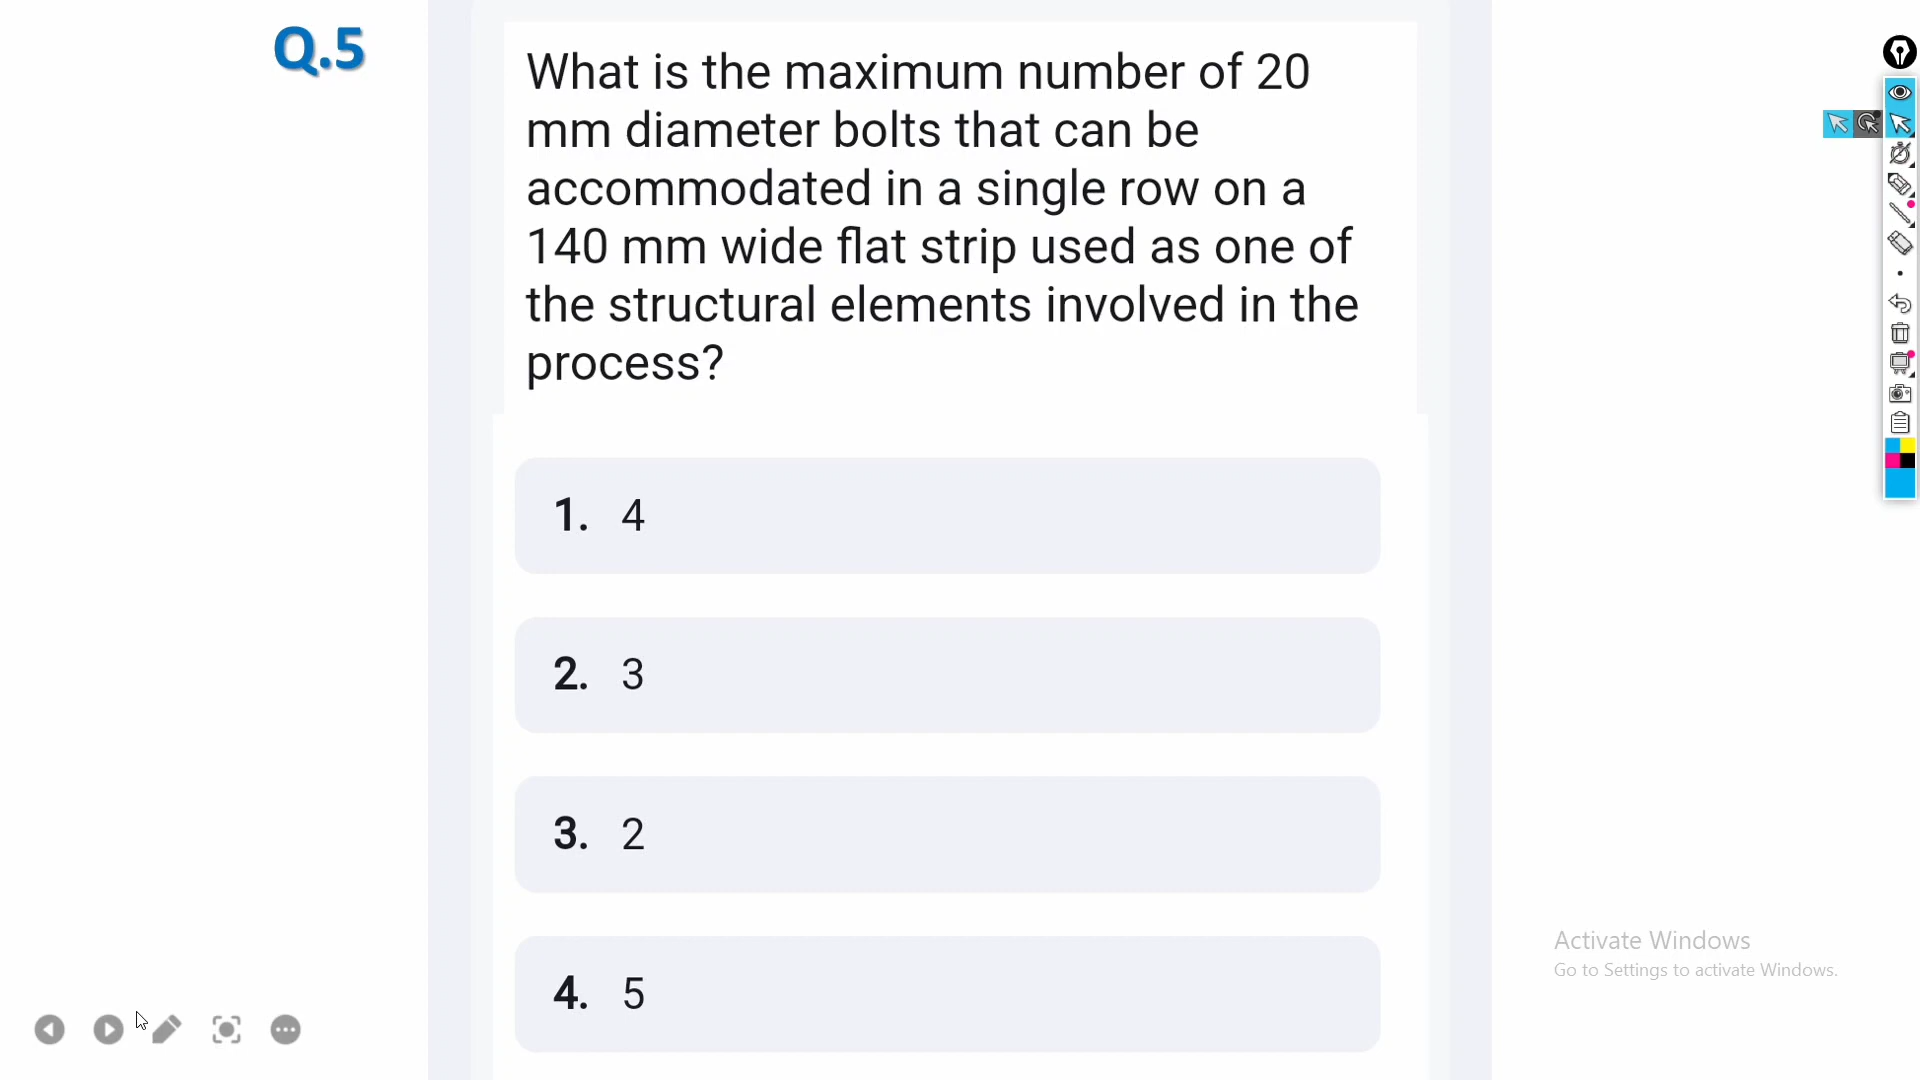 Q.5
What is the maximum number of 20
mm diameter bolts that can be
accommodated in a single row on a
140 mm wide flat strip used as one of
the structural elements involved in the
process?
1. 4
2. 3
3. 2
4. 5
Activate Windows
Go to Settings to activate Windows.